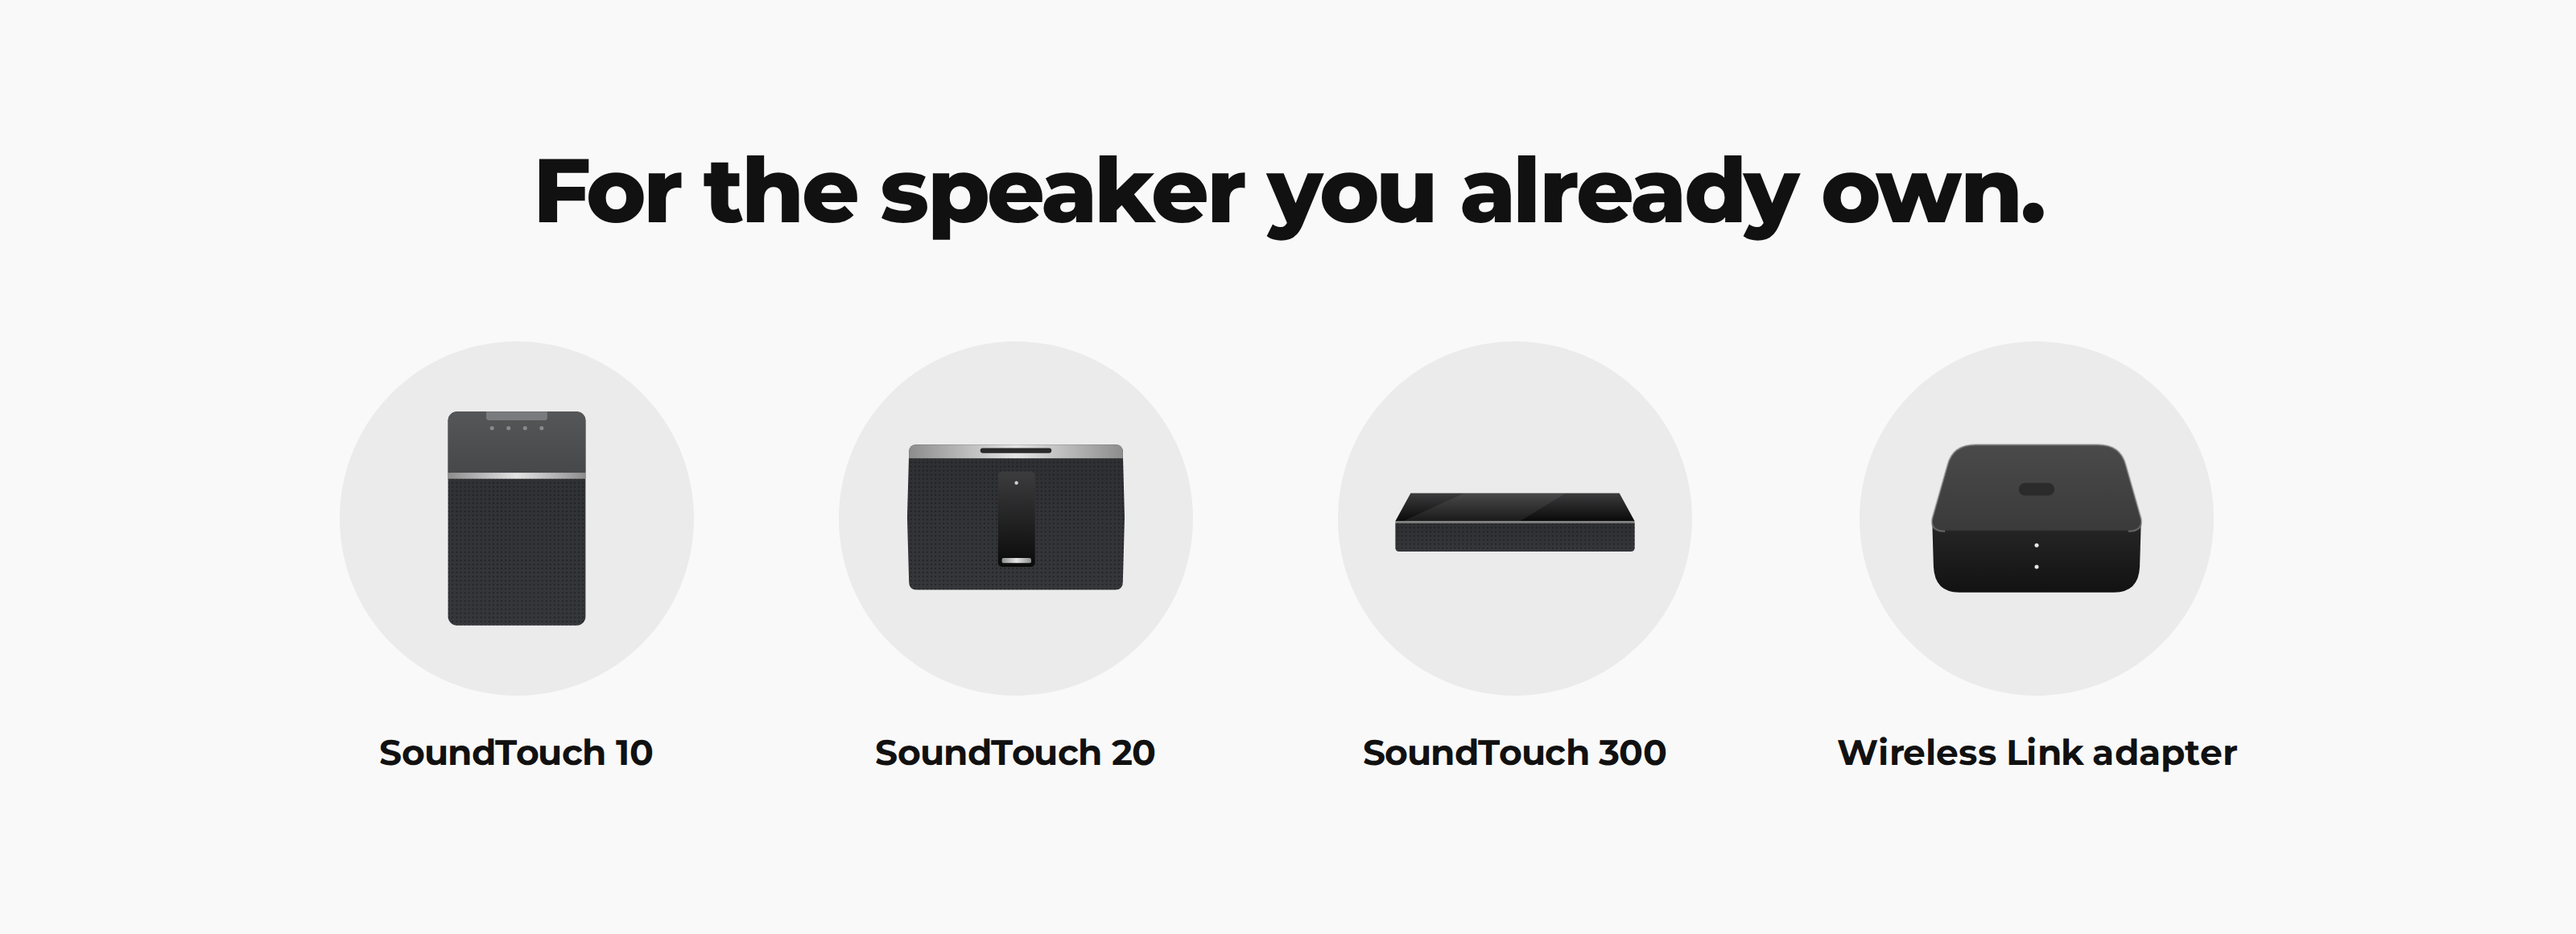 For the speaker you already own.
SoundTouch 10
SoundTouch 20
SoundTouch 300
Wireless Link adapter